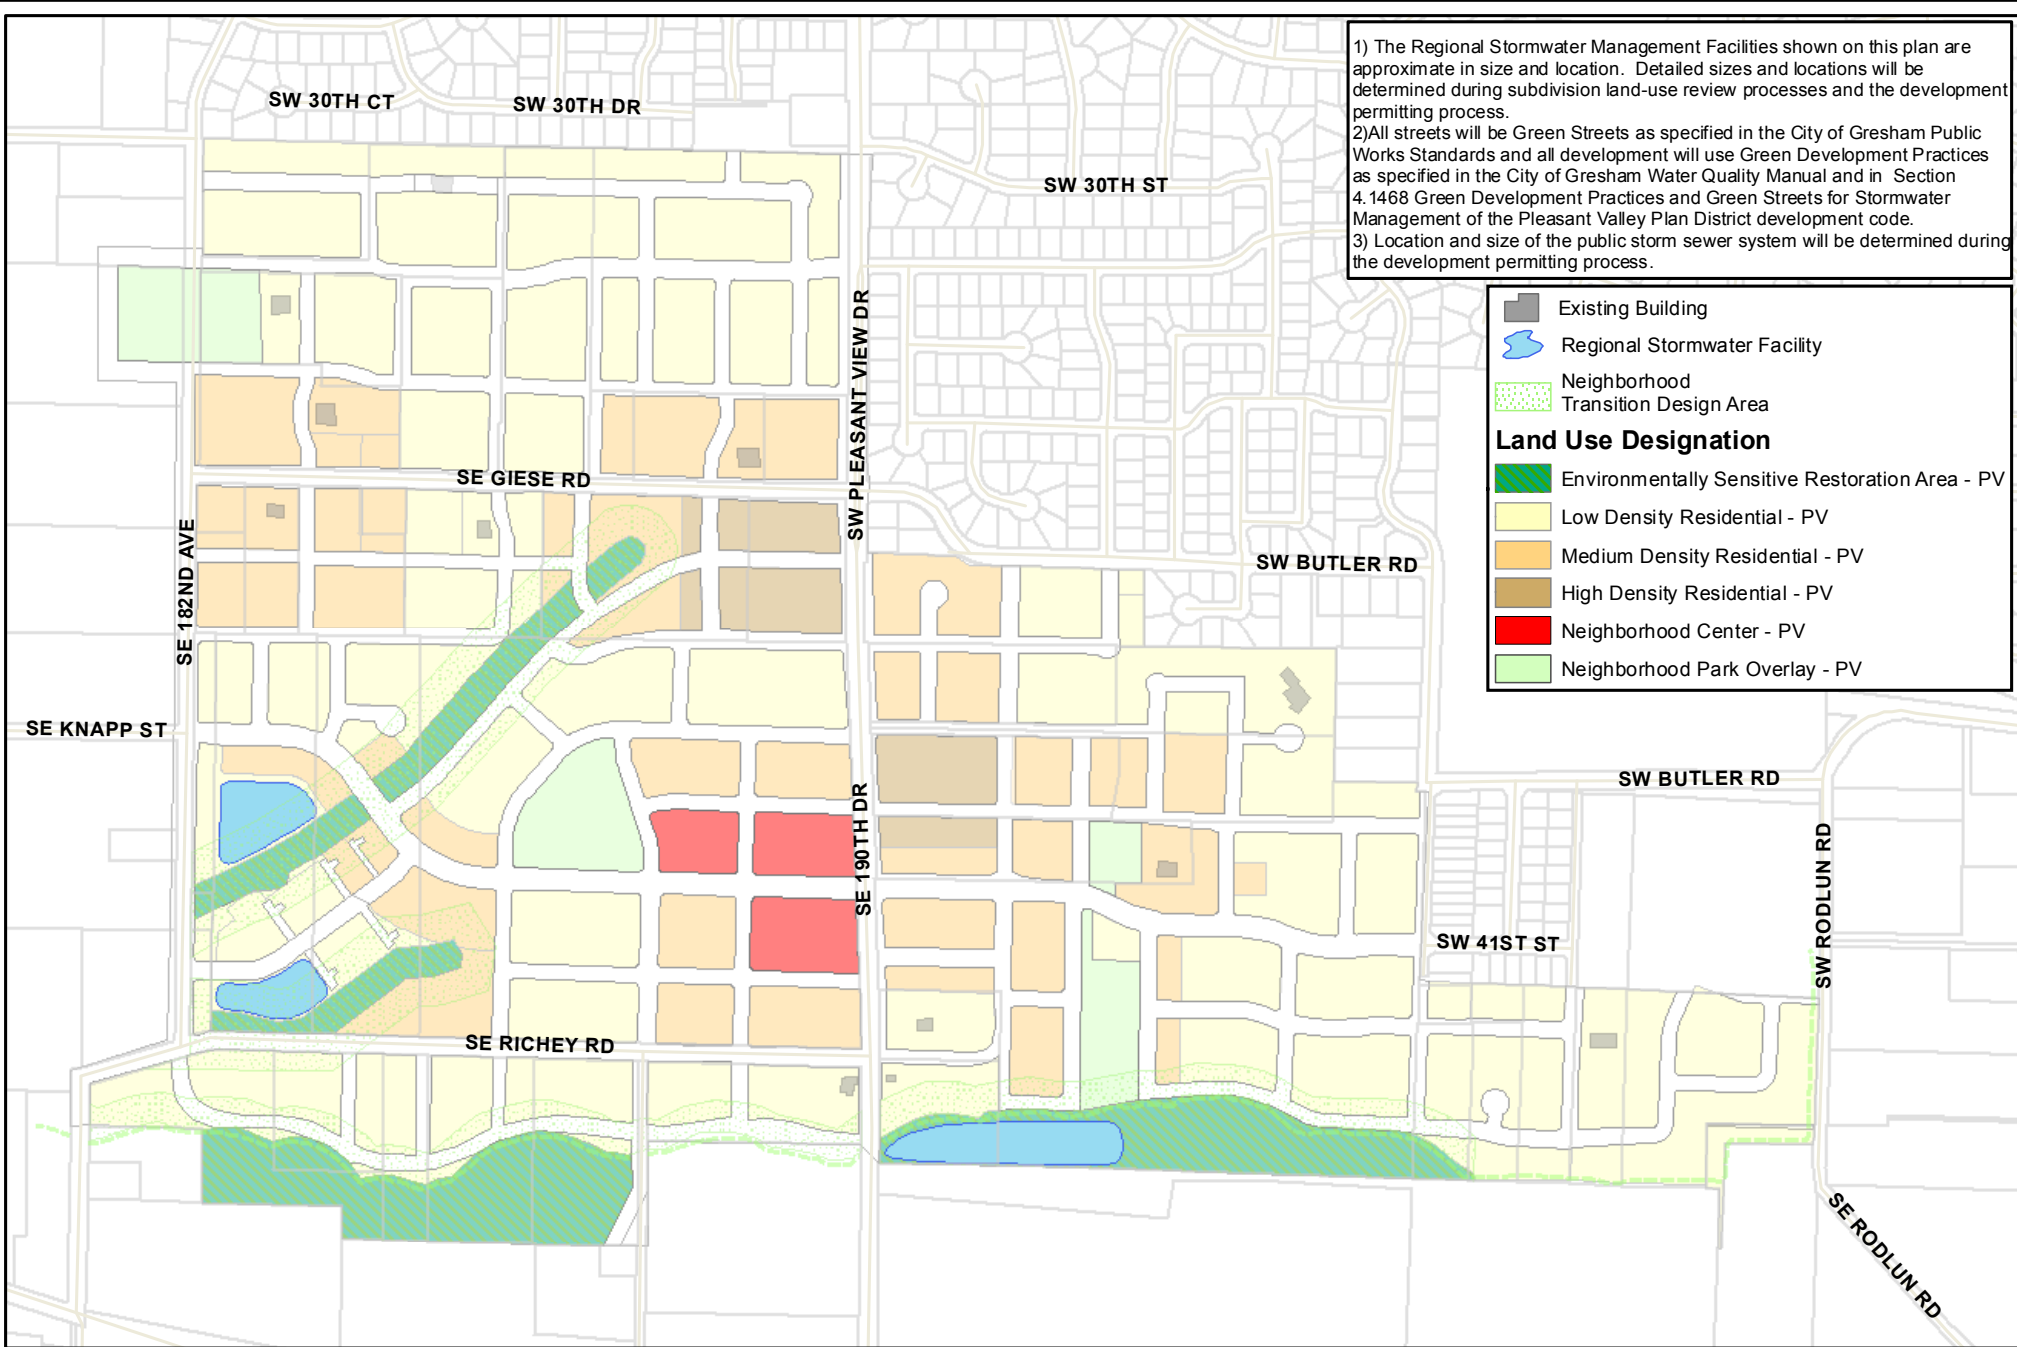 1) The Regional Stormwater Management Facilities shown on this plan are
approximate in size and location. Detailed sizes and locations will be
determined during subdivision land-use review processes and the development
permitting process.
2)All streets will be Green Streets as specified in the City of Gresham Public
Works Standards and all development will use Green Development Practices
as specified in the City of Gresham Water Quality Manual and in Section
4.1468 Green Development Practices and Green Streets for Stormwater
Management of the Pleasant Valley Plan District development code.
3) Location and size of the public storm sewer system will be determined during
the development permitting process.
Existing Building
Regional Stormwater Facility
Neighborhood
Transition Design Area
Land Use Designation
Environmentally Sensitive Restoration Area - PV
Low Density Residential - PV
Medium Density Residential - PV
High Density Residential - PV
Neighborhood Center - PV
Neighborhood Park Overlay - PV
SW 30TH CT
SW 30TH DR
SW 30TH ST
SW PLEASANT VIEW DR
SE GIESE RD
SE 182ND AVE
SW BUTLER RD
SE KNAPP ST
SE 190TH DR
SW BUTLER RD
SW RODLUN RD
SW 41ST ST
SE RICHEY RD
SE RODLUN RD